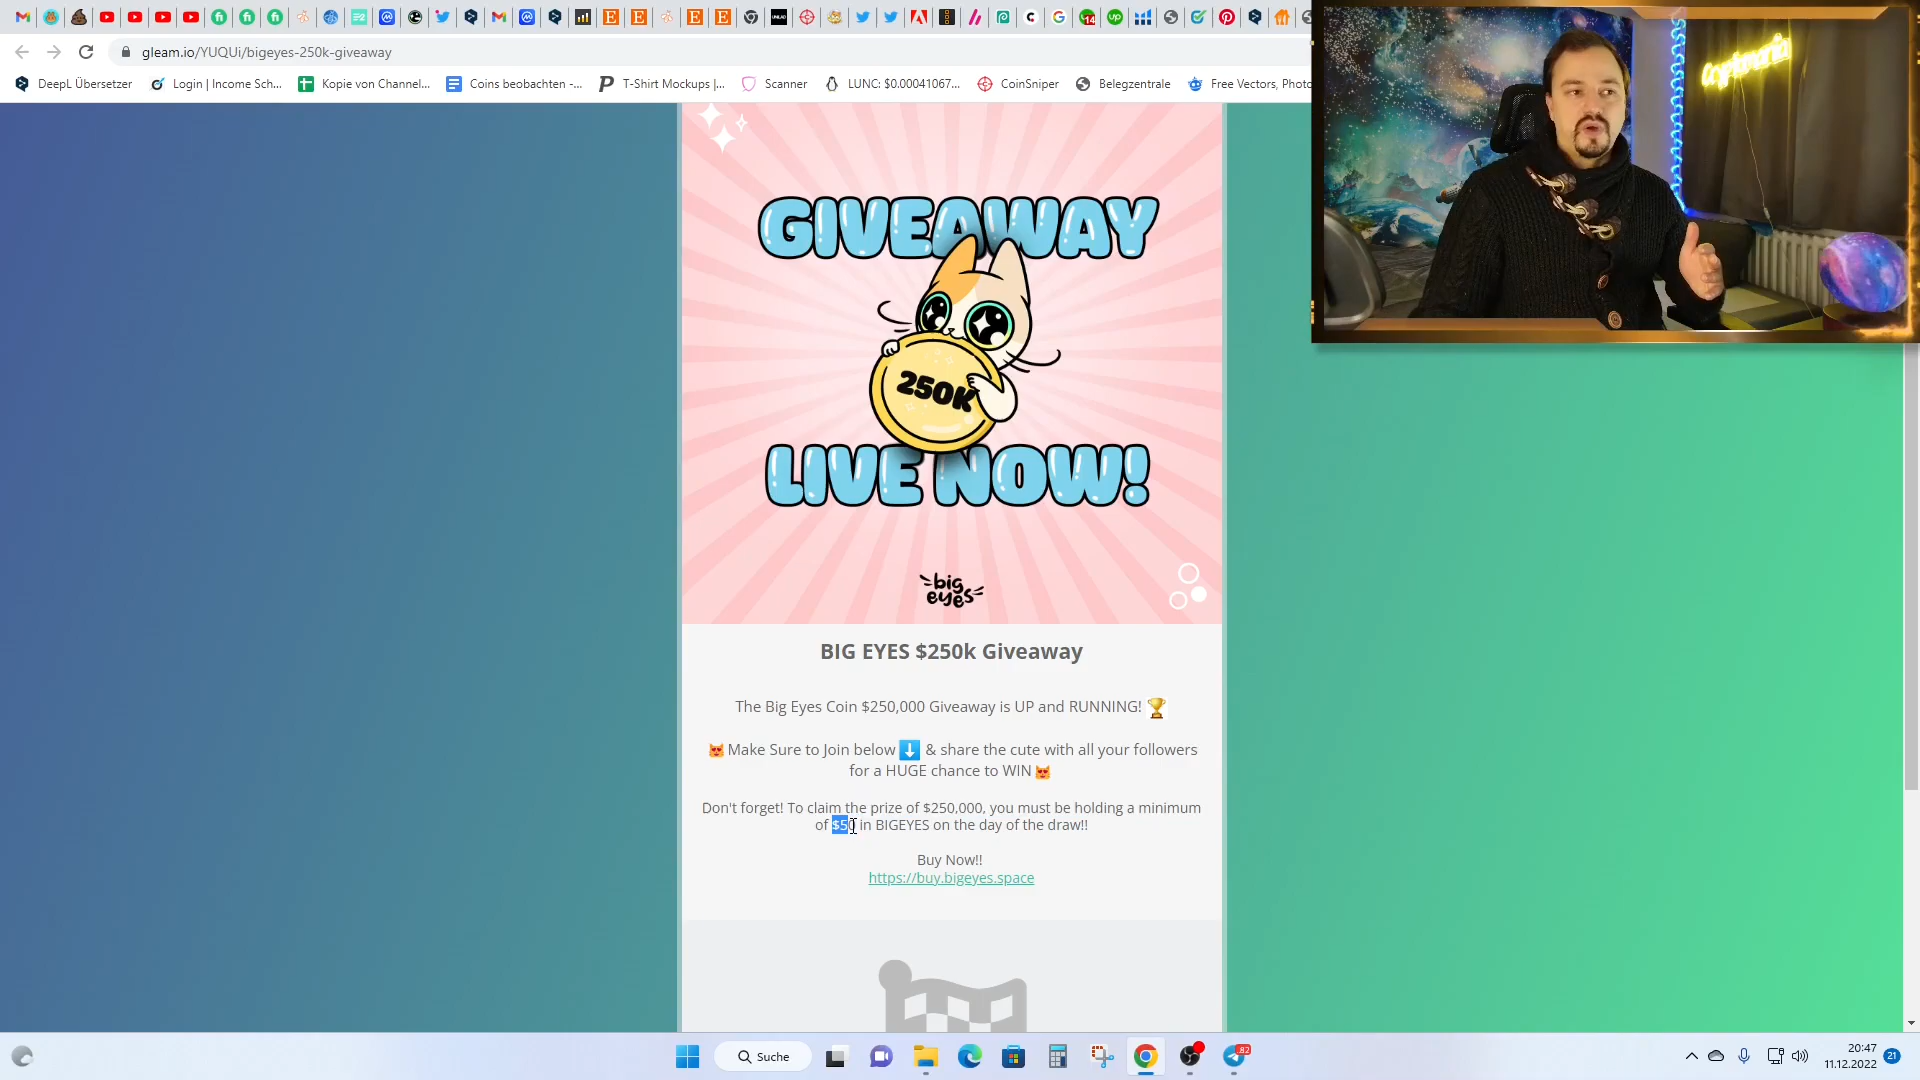 gleam.io/YUQUi/bigeyes-250k-giveaway
DeepL Übersetzer
Login | Income Sch...
Kopie von Channel...
Coins beobachten -...
T-Shirt Mockups |...
Scanner
LUNC: $0.00041067...
CoinSniper
Belegzentrale
Free Vectors, Photo
14
Cryptomania
GIVEAWAY
250K
LIVE NOW!
big
eyes
BIG EYES $250k Giveaway
The Big Eyes Coin $250,000 Giveaway is UP and RUNNING! 🏆
😻 Make Sure to Join below ⬇️ & share the cute with all your followers
for a HUGE chance to WIN 😻
Don't forget! To claim the prize of $250,000, you must be holding a minimum
of $50 in BIGEYES on the day of the draw!!
Buy Now!!
https://buy.bigeyes.space
Suche
82
20:47
11.12.2022
21